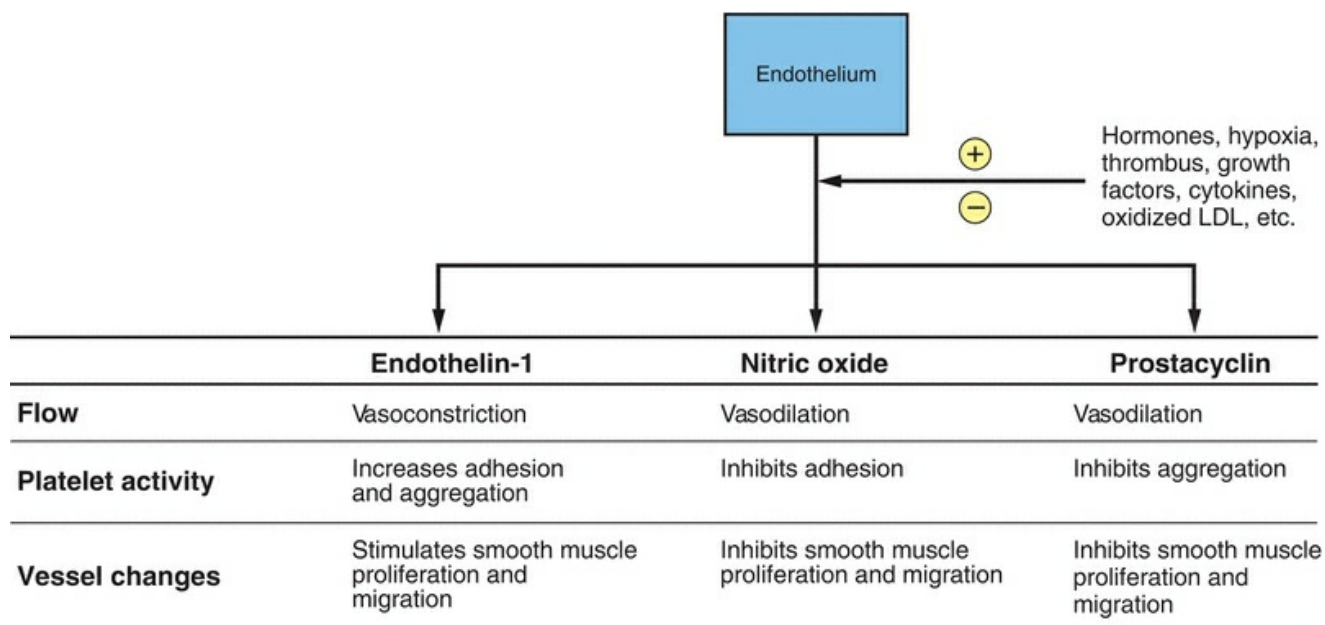 Endothelium
+
Hormones, hypoxia,
thrombus, growth
factors, cytokines,
oxidized LDL, etc.
−
Endothelin-1 Nitric oxide Prostacyclin
Flow Vasoconstriction Vasodilation Vasodilation
Platelet activity
Increases adhesion
and aggregation
Inhibits adhesion
Inhibits aggregation
Vessel changes
Stimulates smooth muscle
proliferation and
migration
Inhibits smooth muscle
proliferation and migration
Inhibits smooth muscle
proliferation and
migration